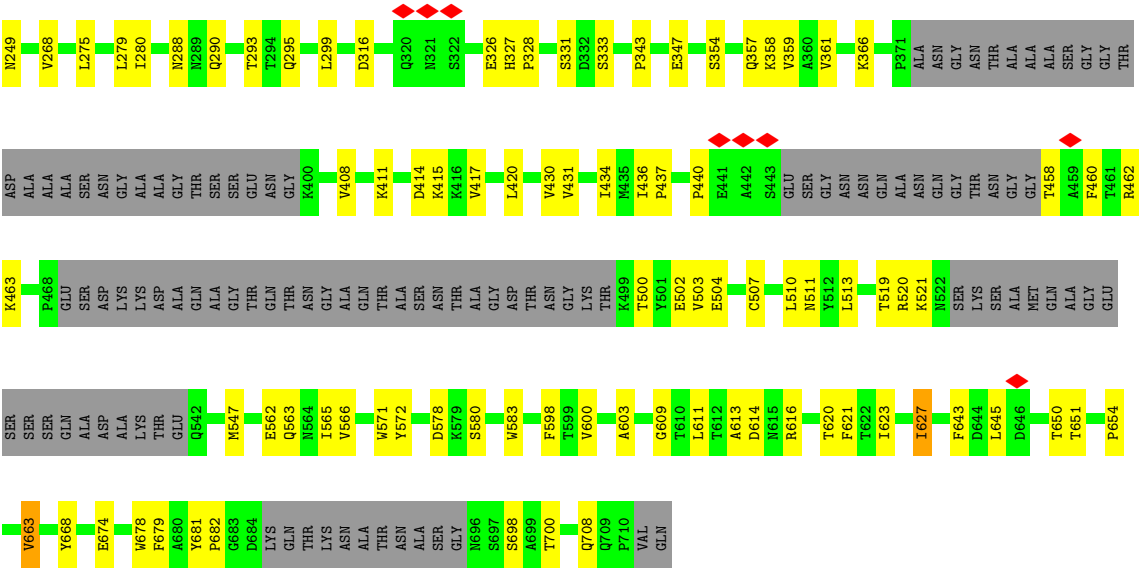 N249 V268 L275 L279 I280 N288 N289 Q290 T293 T294 Q295 L299 D316 Q320 N321 S322 E326 H327 P328 S331 D332 S333 P343 E347 S354 Q357 K358 V359 A360 V361 K366 P371 ALA ASN GLY ASN THR ALA ALA ALA SER GLY GLY THR
ASP ALA ALA ALA SER ASN GLY ALA ALA GLY THR SER SER GLU ASN GLY K400 V408 K411 D414 K415 K416 V417 L420 V430 V431 I434 M435 I436 P437 P440 E441 A442 S443 GLU SER GLY ASN ASN GLN ALA ASN GLN GLY THR ASN GLY GLY T458 A459 F460 T461 R462
K463 P468 GLU SER ASP LYS LYS ASP ALA GLN ALA GLY THR GLN THR ASN GLY ALA GLN THR ALA SER ASN THR ALA GLY ASP THR ASN GLY LYS THR K499 T500 Y501 E502 V503 E504 C507 L510 N511 Y512 L513 T519 R520 K521 N522 SER LYS SER ALA MET GLN ALA GLY GLU
SER SER SER GLN ALA ASP ALA LYS THR GLU Q542 M547 E562 Q563 N564 I565 V566 W571 Y572 D578 K579 S580 W583 F598 T599 V600 A603 G609 T610 L611 T612 A613 D614 N615 R616 T620 F621 T622 I623 I627 F643 D644 L645 D646 T650 T651 P654
V663 Y668 E674 W678 F679 A680 Y681 P682 G683 D684 LYS GLN THR LYS ASN ALA THR ASN ALA SER GLY N696 S697 S698 A699 T700 Q708 Q709 P710 VAL GLN